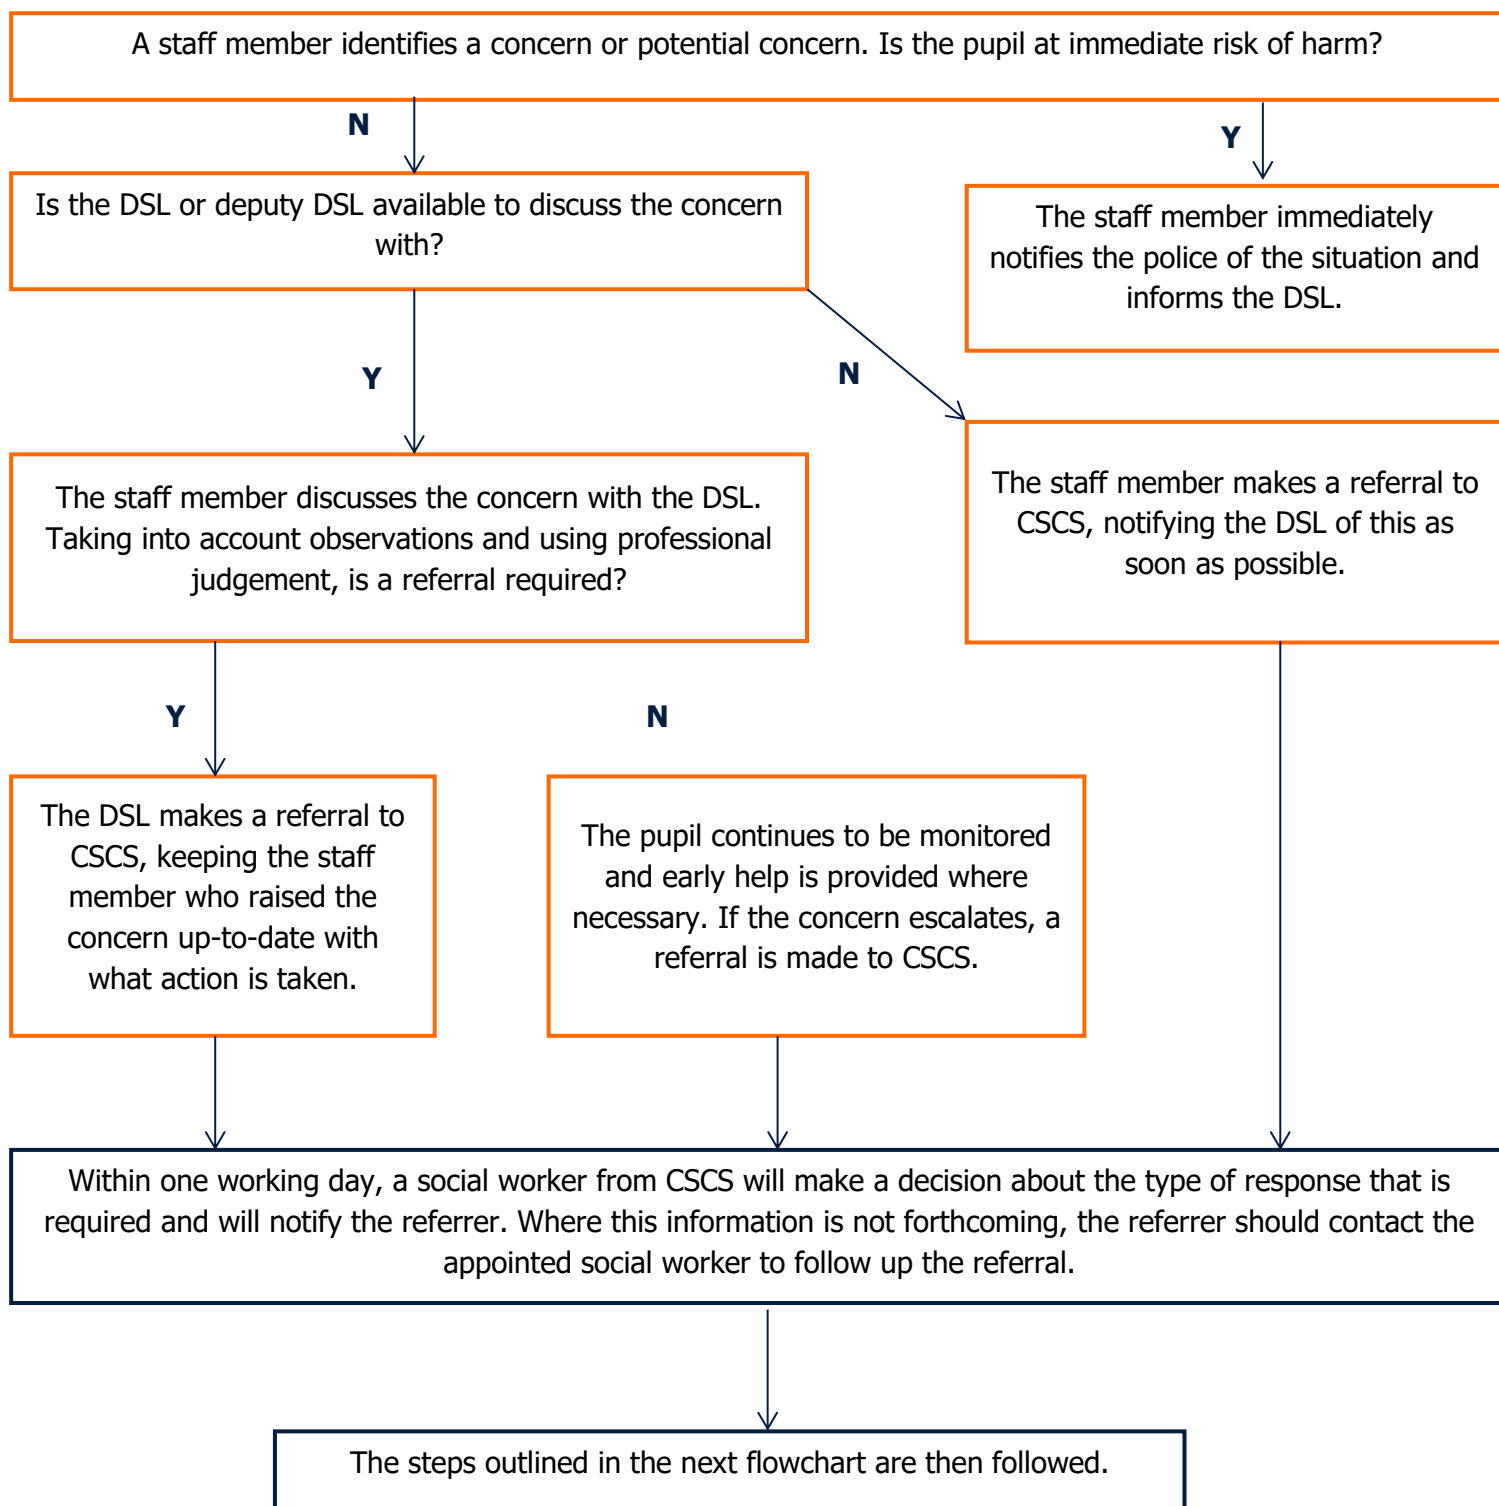 A staff member identifies a concern or potential concern. Is the pupil at immediate risk of harm?
N
Y
Is the DSL or deputy DSL available to discuss the concern
with?
The staff member immediately
notifies the police of the situation and
informs the DSL.
Y
N
The staff member discusses the concern with the DSL.
Taking into account observations and using professional
judgement, is a referral required?
The staff member makes a referral to
CSCS, notifying the DSL of this as
soon as possible.
Y
N
The DSL makes a referral to
CSCS, keeping the staff
member who raised the
concern up-to-date with
what action is taken.
The pupil continues to be monitored
and early help is provided where
necessary. If the concern escalates, a
referral is made to CSCS.
Within one working day, a social worker from CSCS will make a decision about the type of response that is
required and will notify the referrer. Where this information is not forthcoming, the referrer should contact the
appointed social worker to follow up the referral.
The steps outlined in the next flowchart are then followed.